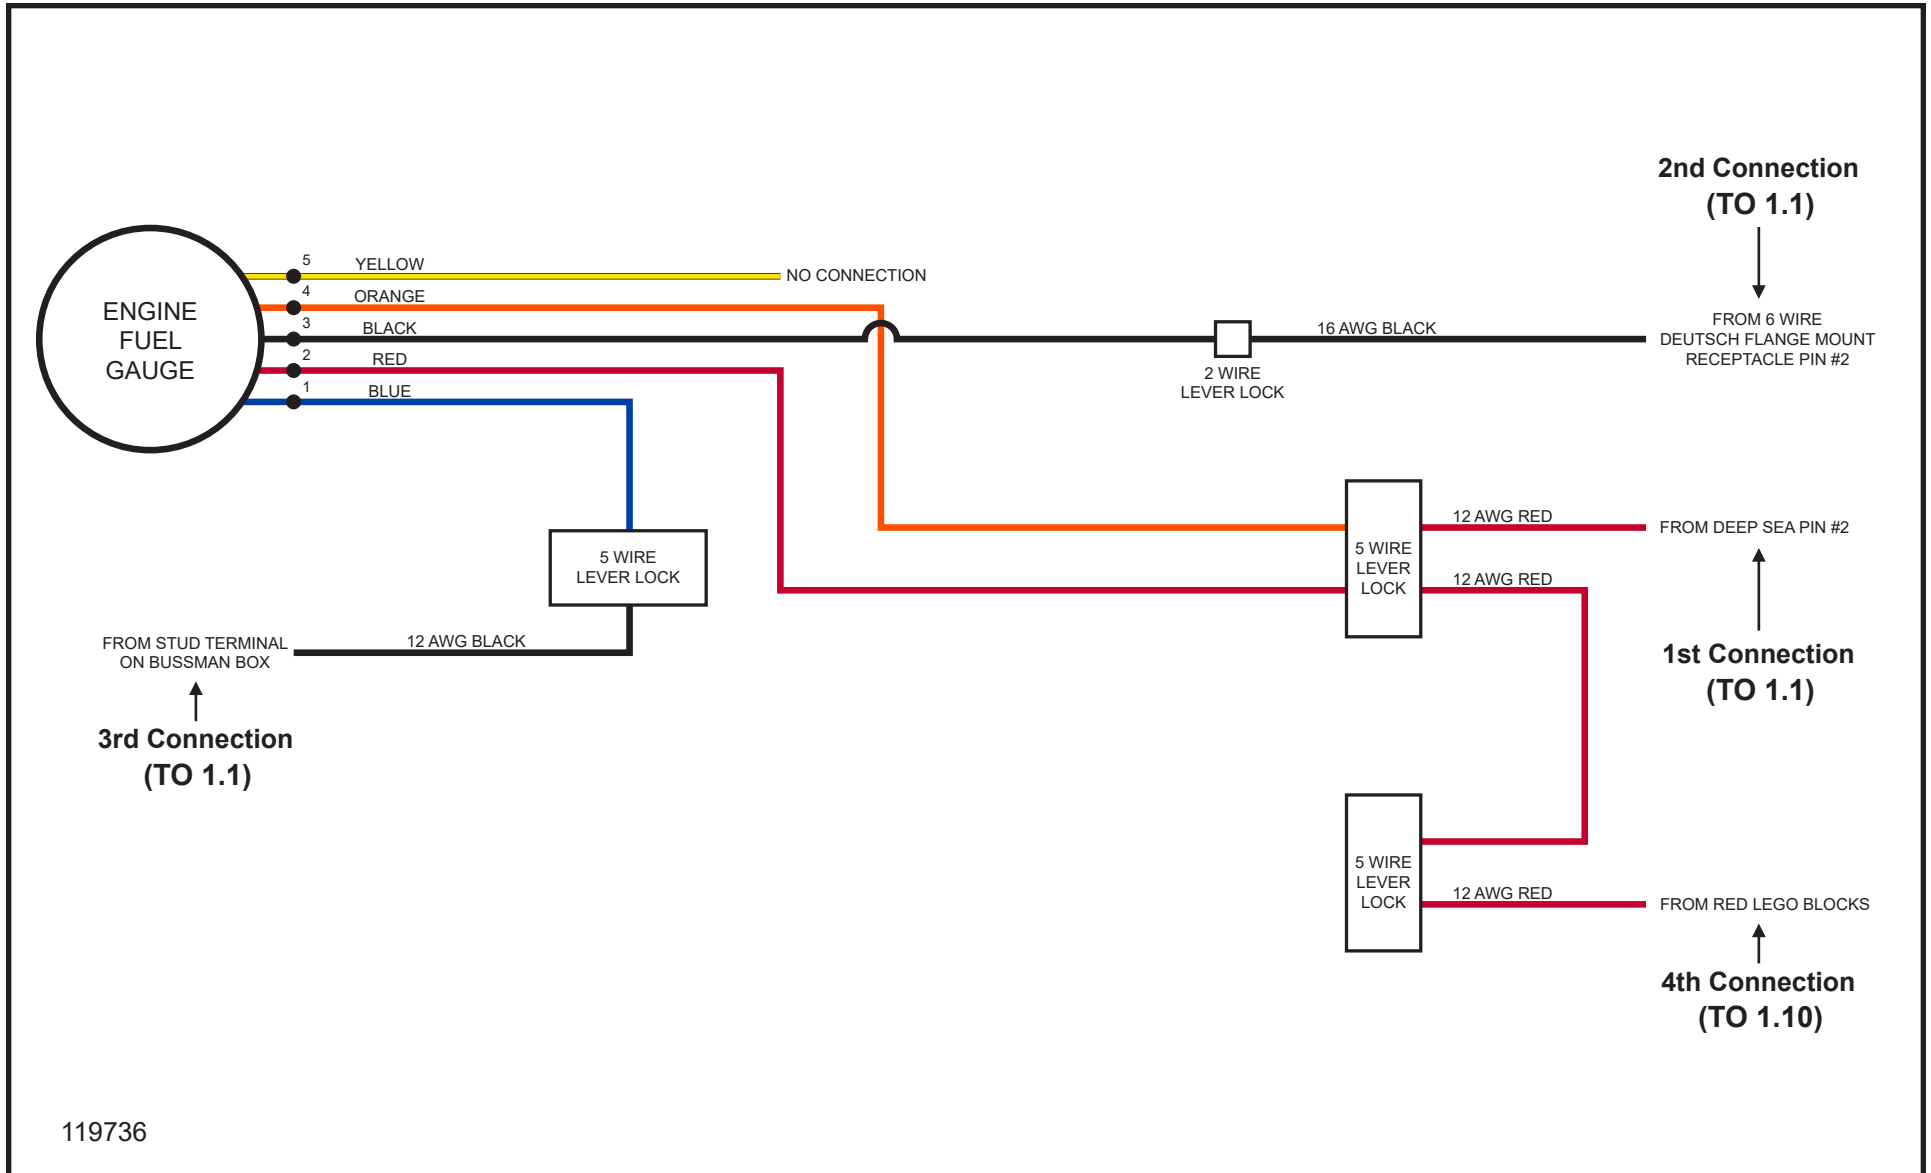 2nd Connection
(TO 1.1)
5
YELLOW
NO CONNECTION
4
ORANGE
ENGINE
FUEL
GAUGE
3
BLACK
16 AWG BLACK
FROM 6 WIRE
DEUTSCH FLANGE MOUNT
RECEPTACLE PIN #2
2
RED
2 WIRE
LEVER LOCK
1
BLUE
12 AWG RED
FROM DEEP SEA PIN #2
5 WIRE
LEVER LOCK
5 WIRE
LEVER
LOCK
12 AWG RED
FROM STUD TERMINAL
ON BUSSMAN BOX
12 AWG BLACK
1st Connection
(TO 1.1)
3rd Connection
(TO 1.1)
5 WIRE
LEVER
LOCK
12 AWG RED
FROM RED LEGO BLOCKS
4th Connection
(TO 1.10)
119736